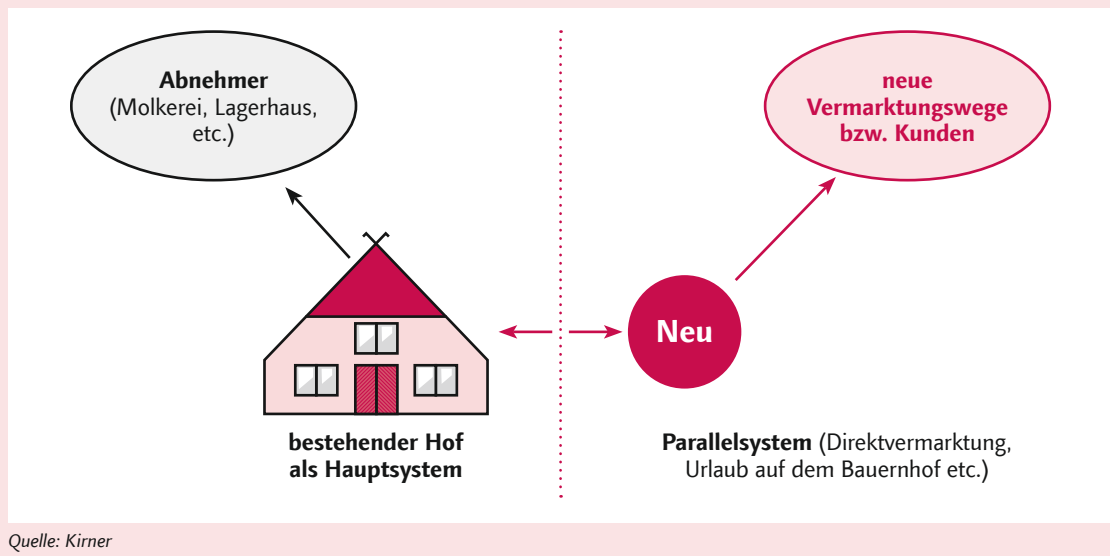 Abnehmer
(Molkerei, Lagerhaus,
etc.)
neue
Vermarktungswege
bzw. Kunden
Neu
bestehender Hof
als Hauptsystem
Parallelsystem (Direktvermarktung,
Urlaub auf dem Bauernhof etc.)
Quelle: Kirner